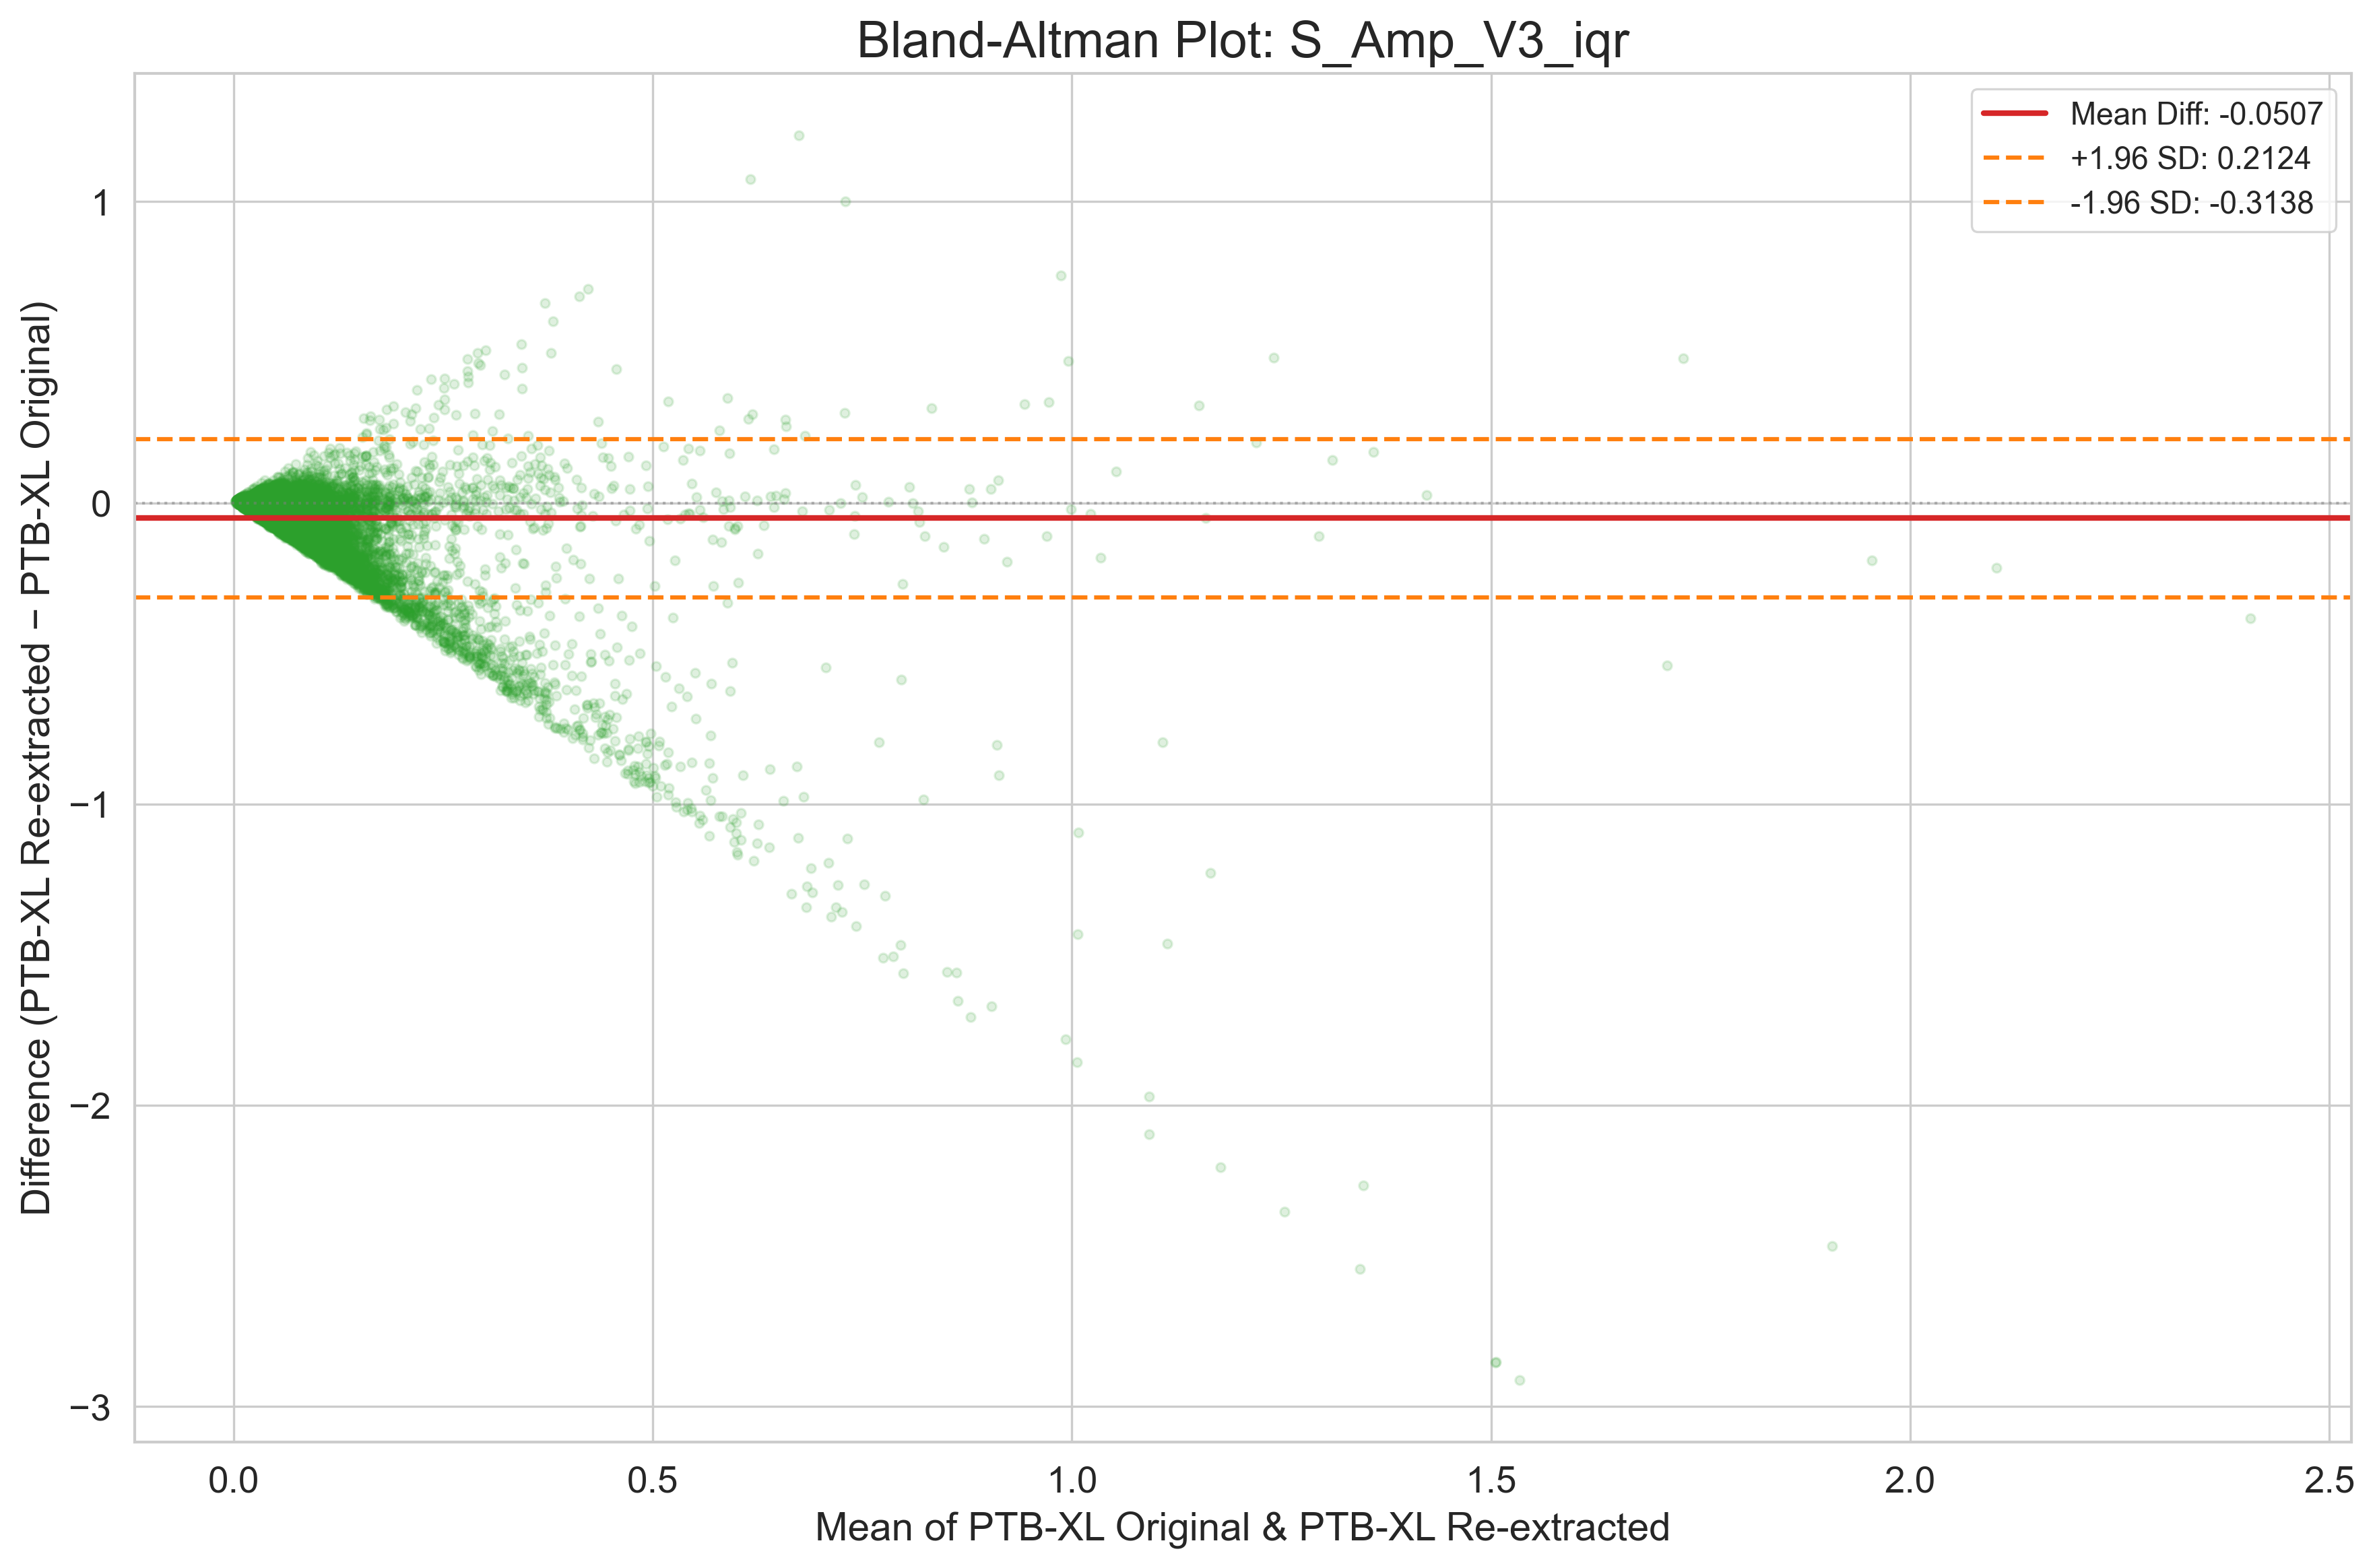 Bland-Altman Plot: S_Amp_V3_iqr
Mean Diff: -0.0507
+1.96 SD: 0.2124
-1.96 SD: -0.3138
Difference (PTB-XL Re-extracted − PTB-XL Original)
1
0
−1
−2
−3
0.0
0.5
1.0
1.5
2.0
2.5
Mean of PTB-XL Original & PTB-XL Re-extracted